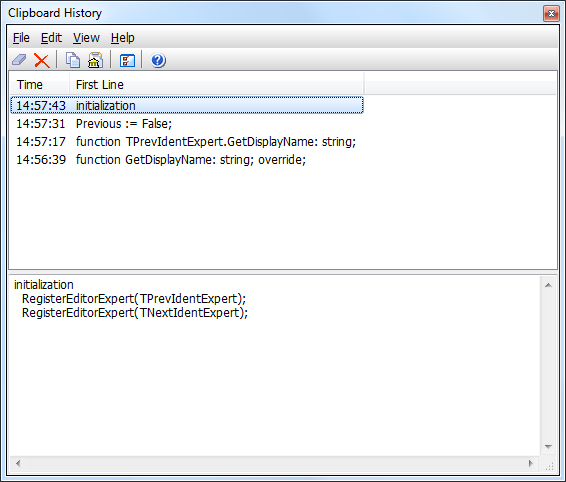 Clipboard History
File Edit View Help
Time First Line
14:57:43 initialization
14:57:31 Previous := False;
14:57:17 function TPrevIdentExpert.GetDisplayName: string;
14:56:39 function GetDisplayName: string; override;
initialization
  RegisterEditorExpert(TPrevIdentExpert);
  RegisterEditorExpert(TNextIdentExpert);